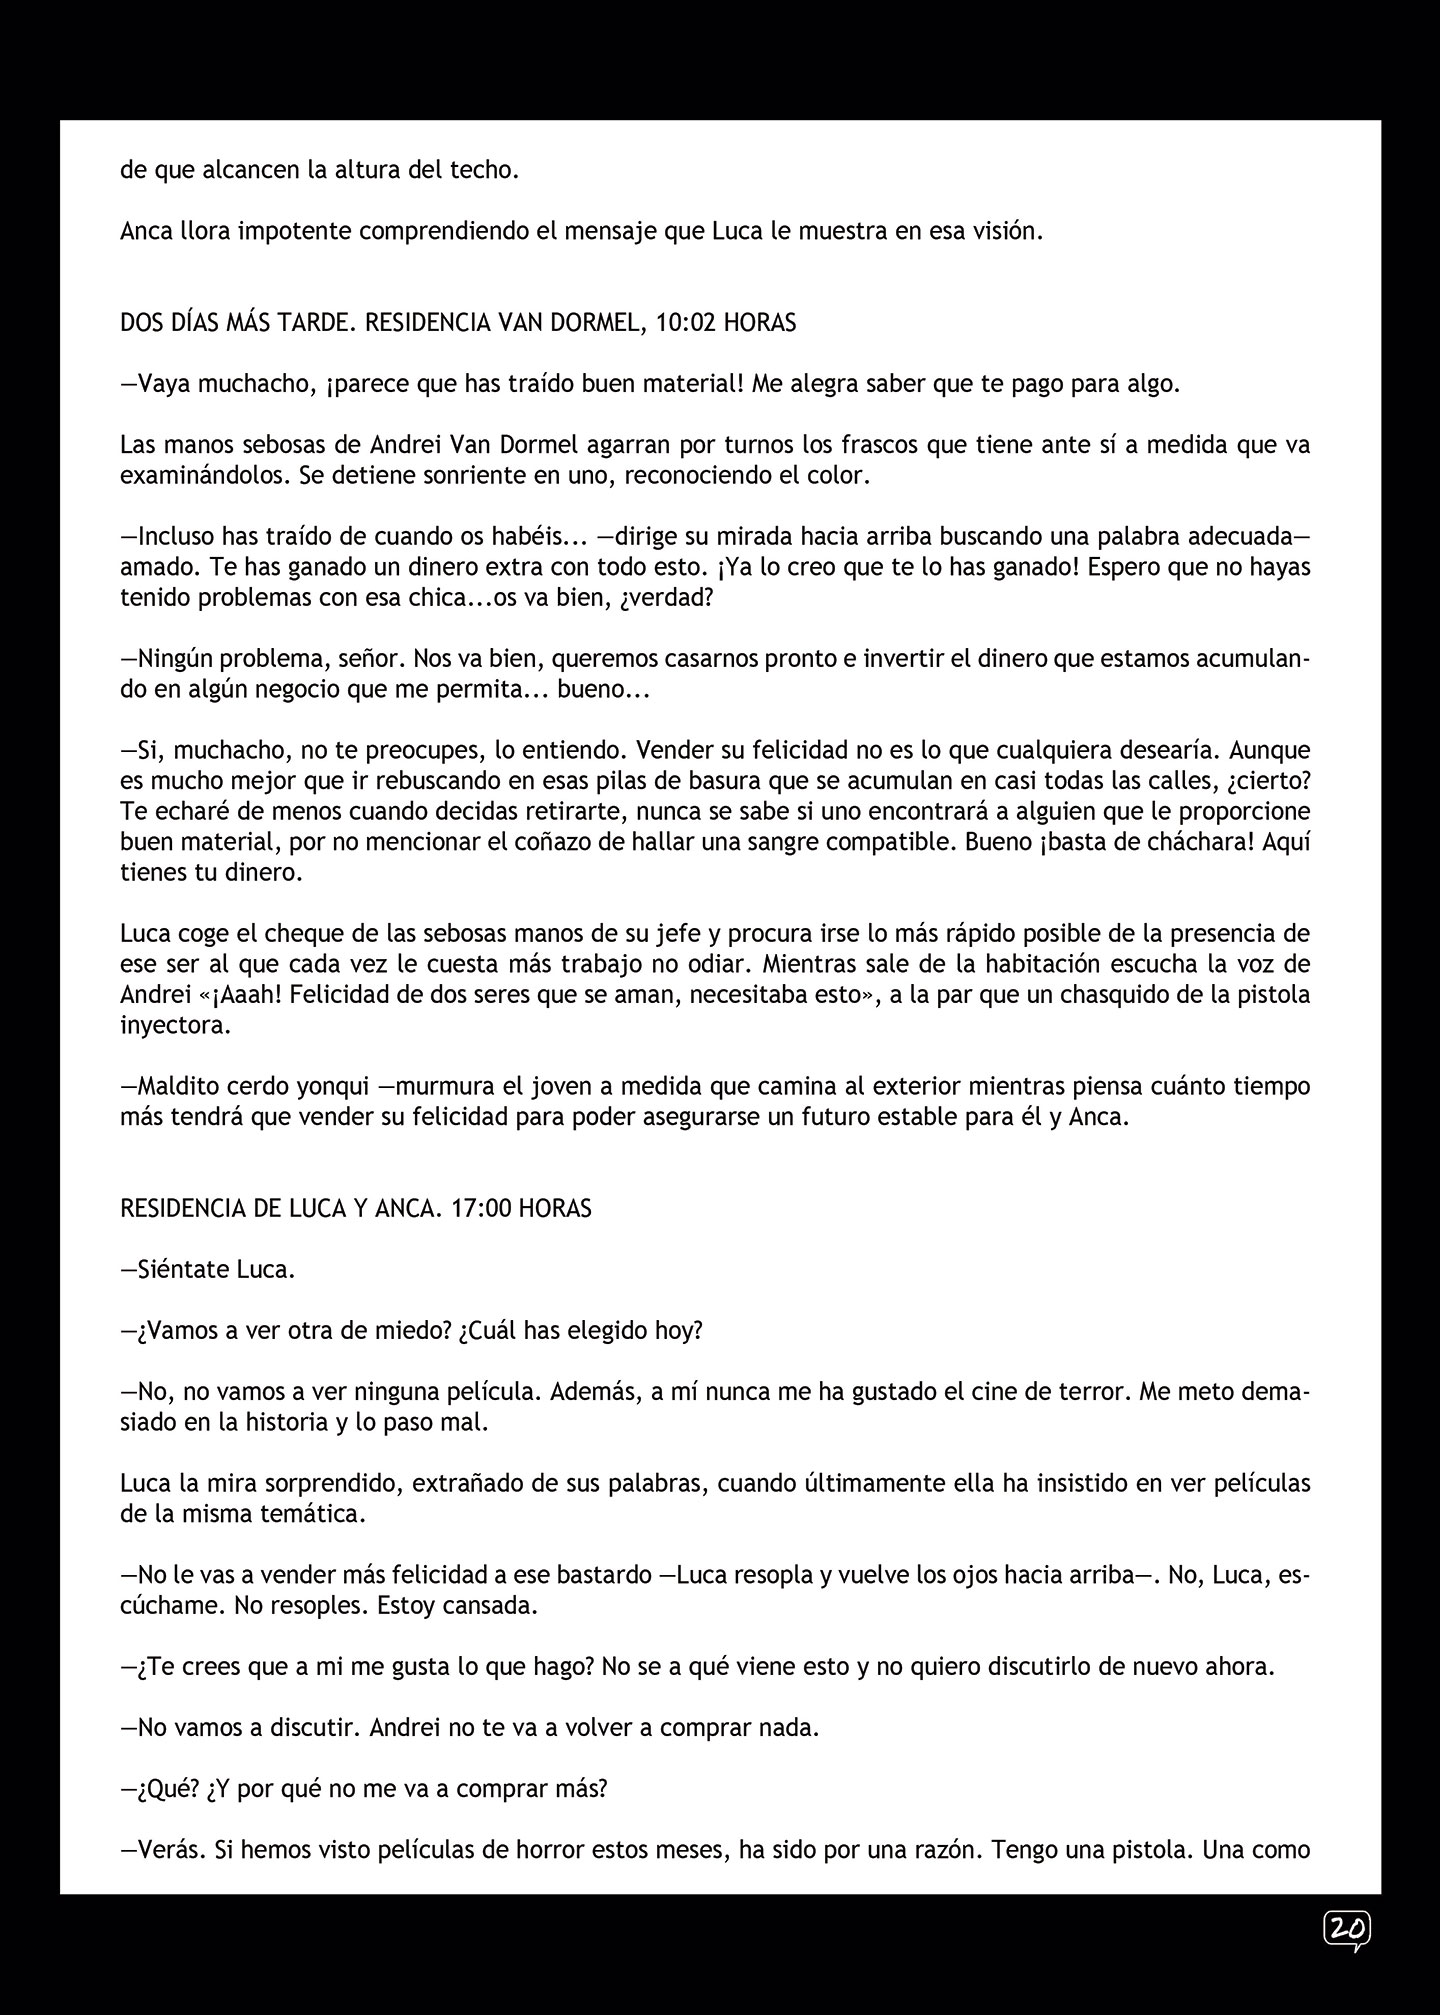 de que alcancen la altura del techo.
Anca llora impotente comprendiendo el mensaje que Luca le muestra en esa visión.
DOS DÍAS MÁS TARDE. RESIDENCIA VAN DORMEL, 10:02 HORAS
—Vaya muchacho, ¡parece que has traído buen material! Me alegra saber que te pago para algo.
Las manos sebosas de Andrei Van Dormel agarran por turnos los frascos que tiene ante sí a medida que va
examinándolos. Se detiene sonriente en uno, reconociendo el color.
—Incluso has traído de cuando os habéis... —dirige su mirada hacia arriba buscando una palabra adecuada—
amado. Te has ganado un dinero extra con todo esto. ¡Ya lo creo que te lo has ganado! Espero que no hayas
tenido problemas con esa chica...os va bien, ¿verdad?
—Ningún problema, señor. Nos va bien, queremos casarnos pronto e invertir el dinero que estamos acumulan-
do en algún negocio que me permita... bueno...
—Si, muchacho, no te preocupes, lo entiendo. Vender su felicidad no es lo que cualquiera desearía. Aunque
es mucho mejor que ir rebuscando en esas pilas de basura que se acumulan en casi todas las calles, ¿cierto?
Te echaré de menos cuando decidas retirarte, nunca se sabe si uno encontrará a alguien que le proporcione
buen material, por no mencionar el coñazo de hallar una sangre compatible. Bueno ¡basta de cháchara! Aquí
tienes tu dinero.
Luca coge el cheque de las sebosas manos de su jefe y procura irse lo más rápido posible de la presencia de
ese ser al que cada vez le cuesta más trabajo no odiar. Mientras sale de la habitación escucha la voz de
Andrei «¡Aaah! Felicidad de dos seres que se aman, necesitaba esto», a la par que un chasquido de la pistola
inyectora.
—Maldito cerdo yonqui —murmura el joven a medida que camina al exterior mientras piensa cuánto tiempo
más tendrá que vender su felicidad para poder asegurarse un futuro estable para él y Anca.
RESIDENCIA DE LUCA Y ANCA. 17:00 HORAS
—Siéntate Luca.
—¿Vamos a ver otra de miedo? ¿Cuál has elegido hoy?
—No, no vamos a ver ninguna película. Además, a mí nunca me ha gustado el cine de terror. Me meto dema-
siado en la historia y lo paso mal.
Luca la mira sorprendido, extrañado de sus palabras, cuando últimamente ella ha insistido en ver películas
de la misma temática.
—No le vas a vender más felicidad a ese bastardo —Luca resopla y vuelve los ojos hacia arriba—. No, Luca, es-
cúchame. No resoples. Estoy cansada.
—¿Te crees que a mi me gusta lo que hago? No se a qué viene esto y no quiero discutirlo de nuevo ahora.
—No vamos a discutir. Andrei no te va a volver a comprar nada.
—¿Qué? ¿Y por qué no me va a comprar más?
—Verás. Si hemos visto películas de horror estos meses, ha sido por una razón. Tengo una pistola. Una como
20